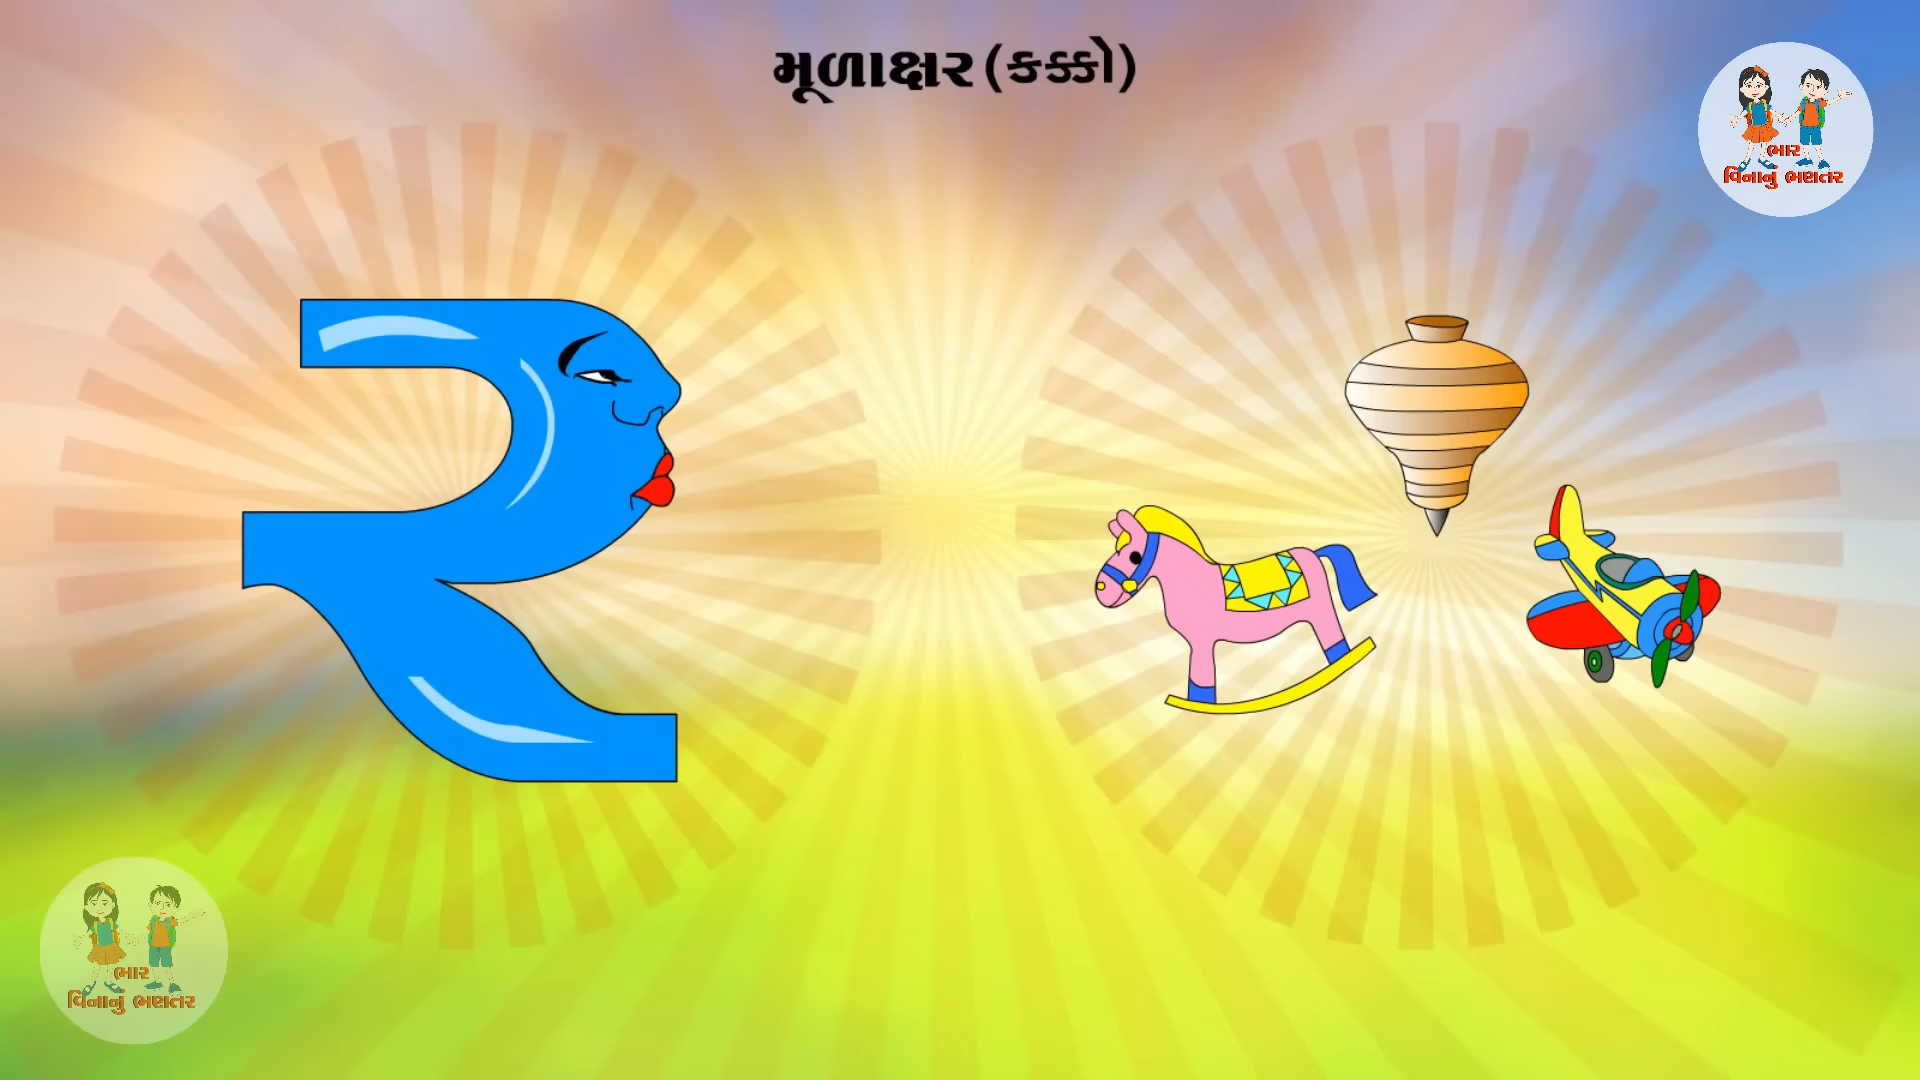 મૂળાક્ષર (કક્કો)
ભાર
વિનાનું ભણતર
ર
ભાર
વિનાનું ભણતર